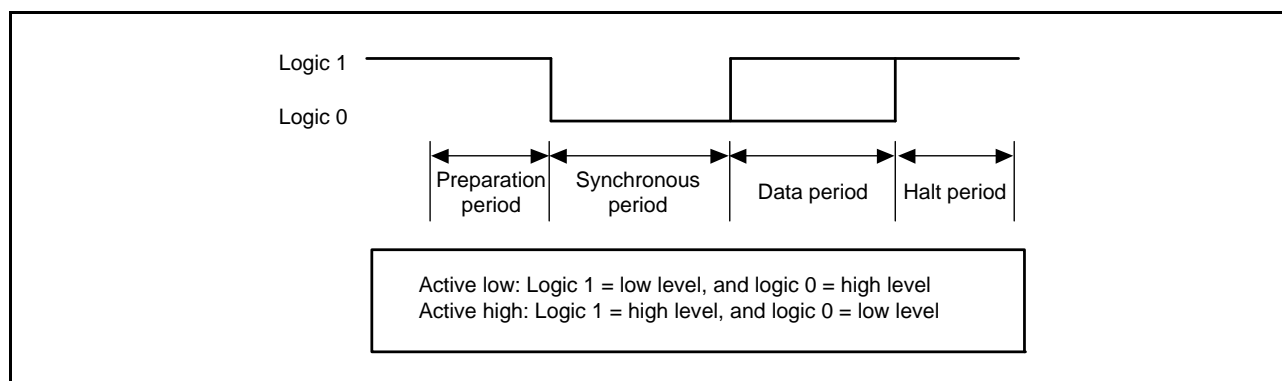 Logic 1
Logic 0
Preparation
period
Synchronous
period
Data period
Halt period
Active low: Logic 1 = low level, and logic 0 = high level
Active high: Logic 1 = high level, and logic 0 = low level